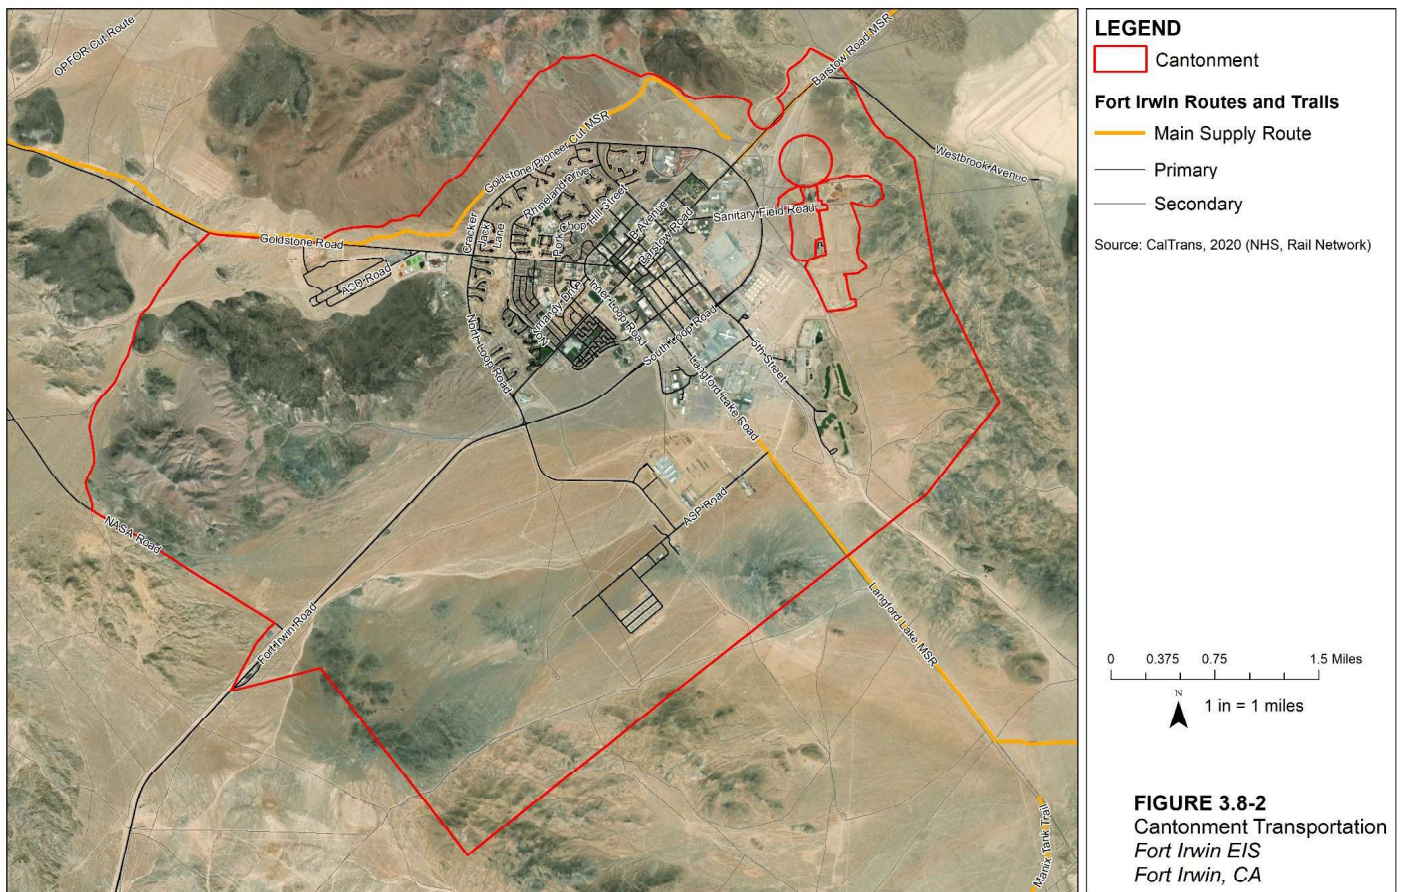 OPFOR Cut Route
Barstow Road MSR
Goldstone/Pioneer Cut MSR
Westbrook Avenue
Rhineland Drive
Pork Chop Hill Street
Cracker
Jack
Lane
B Avenue
Barstow Road
Sanitary Field Road
Goldstone Road
ASD Road
Normandy Drive
Inner Loop Road
South Loop Road
5th Street
North Loop Road
Langford Lake Road
ASP Road
NASA Road
Fort Irwin Road
Langford Lake MSR
Manix Tank Trail
LEGEND
Cantonment
Fort Irwin Routes and Trails
Main Supply Route
Primary
Secondary
Source: CalTrans, 2020 (NHS, Rail Network)
0 0.375 0.75 1.5 Miles
N
1 in = 1 miles
FIGURE 3.8-2
Cantonment Transportation
Fort Irwin EIS
Fort Irwin, CA